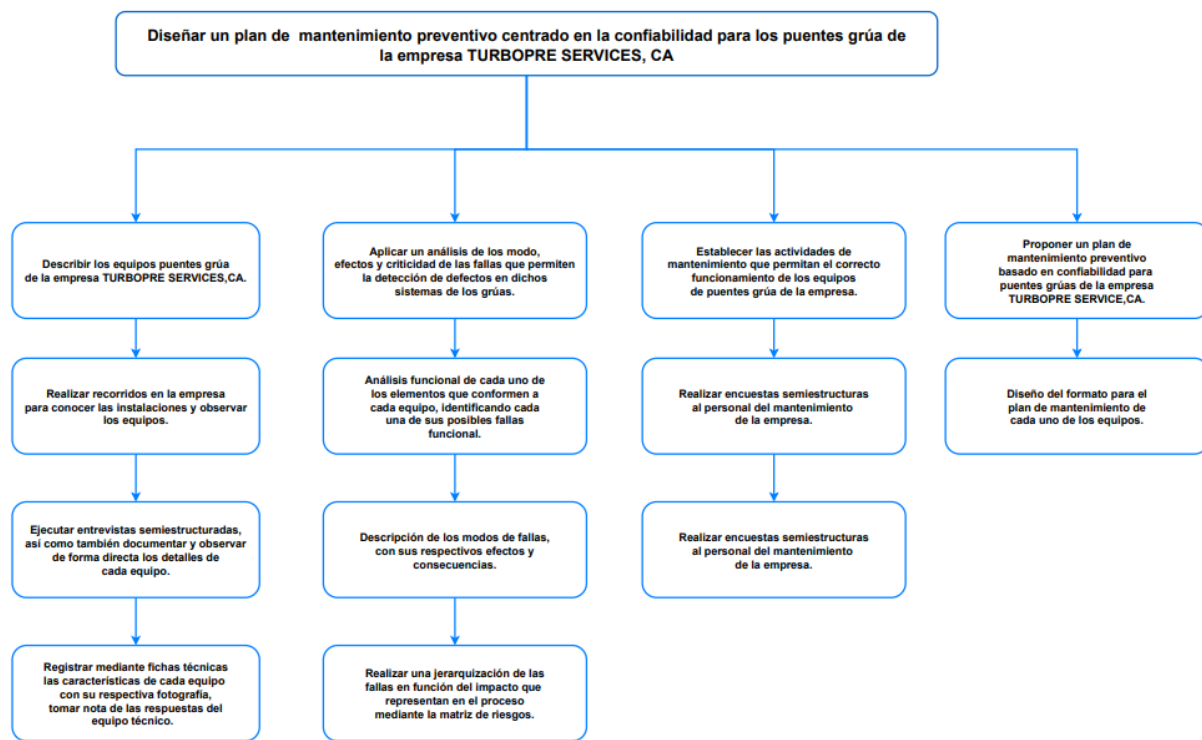 Diseñar un plan de mantenimiento preventivo centrado en la confiabilidad para los puentes grúa de
la empresa TURBOPRE SERVICES, CA
Describir los equipos puentes grúa
de la empresa TURBOPRE SERVICES,CA.
Realizar recorridos en la empresa
para conocer las instalaciones y observar
los equipos.
Ejecutar entrevistas semiestructuradas,
así como también documentar y observar
de forma directa los detalles de
cada equipo.
Registrar mediante fichas técnicas
las características de cada equipo
con su respectiva fotografía,
tomar nota de las respuestas del
equipo técnico.
Aplicar un análisis de los modo,
efectos y criticidad de las fallas que permiten
la detección de defectos en dichos
sistemas de los grúas.
Análisis funcional de cada uno de
los elementos que conformen a
cada equipo, identificando cada
una de sus posibles fallas
funcional.
Descripción de los modos de fallas,
con sus respectivos efectos y
consecuencias.
Realizar una jerarquización de las
fallas en función del impacto que
representan en el proceso
mediante la matriz de riesgos.
Establecer las actividades de
mantenimiento que permitan el correcto
funcionamiento de los equipos
de puentes grúa de la empresa.
Realizar encuestas semiestructuras
al personal del mantenimiento
de la empresa.
Realizar encuestas semiestructuras
al personal del mantenimiento
de la empresa.
Proponer un plan de
mantenimiento preventivo
basado en confiabilidad para
puentes grúas de la empresa
TURBOPRE SERVICE,CA.
Diseño del formato para el
plan de mantenimiento de
cada uno de los equipos.